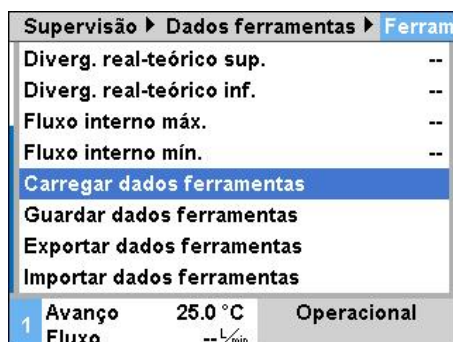 Supervisão ▶ Dados ferramentas ▶ Ferram
Diverg. real-teórico sup. --
Diverg. real-teórico inf. --
Fluxo interno máx. --
Fluxo interno mín. --
Carregar dados ferramentas
Guardar dados ferramentas
Exportar dados ferramentas
Importar dados ferramentas
1 Avanço 25.0 °C Operacional
Fluxo -- L/min